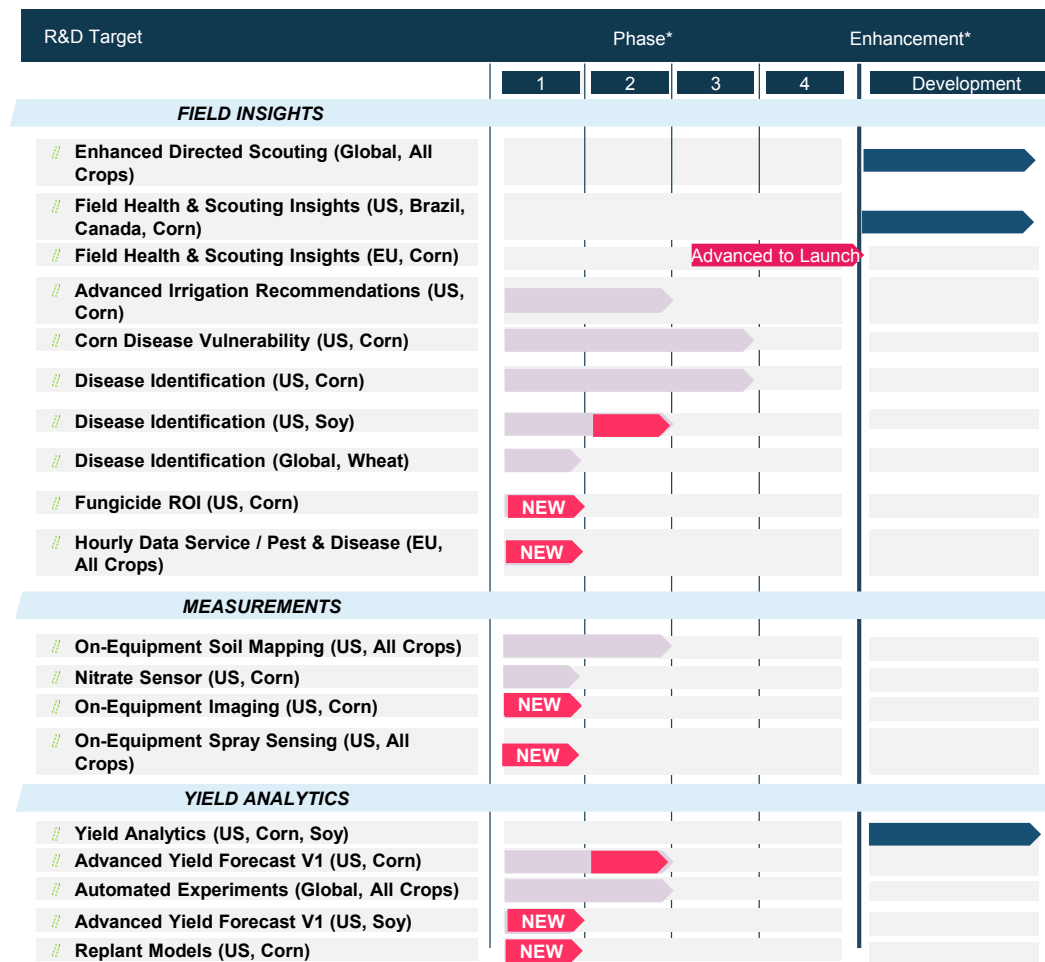 R&D Target Phase* Enhancement*
1 2 3 4 Development
FIELD INSIGHTS
Enhanced Directed Scouting (Global, All
Crops)
Field Health & Scouting Insights (US, Brazil,
Canada, Corn)
Field Health & Scouting Insights (EU, Corn) Advanced to Launch
Advanced Irrigation Recommendations (US,
Corn)
Corn Disease Vulnerability (US, Corn)
Disease Identification (US, Corn)
Disease Identification (US, Soy)
Disease Identification (Global, Wheat)
Fungicide ROI (US, Corn) NEW
Hourly Data Service / Pest & Disease (EU,
All Crops) NEW
MEASUREMENTS
On-Equipment Soil Mapping (US, All Crops)
Nitrate Sensor (US, Corn)
On-Equipment Imaging (US, Corn) NEW
On-Equipment Spray Sensing (US, All
Crops) NEW
YIELD ANALYTICS
Yield Analytics (US, Corn, Soy)
Advanced Yield Forecast V1 (US, Corn)
Automated Experiments (Global, All Crops)
Advanced Yield Forecast V1 (US, Soy) NEW
Replant Models (US, Corn) NEW